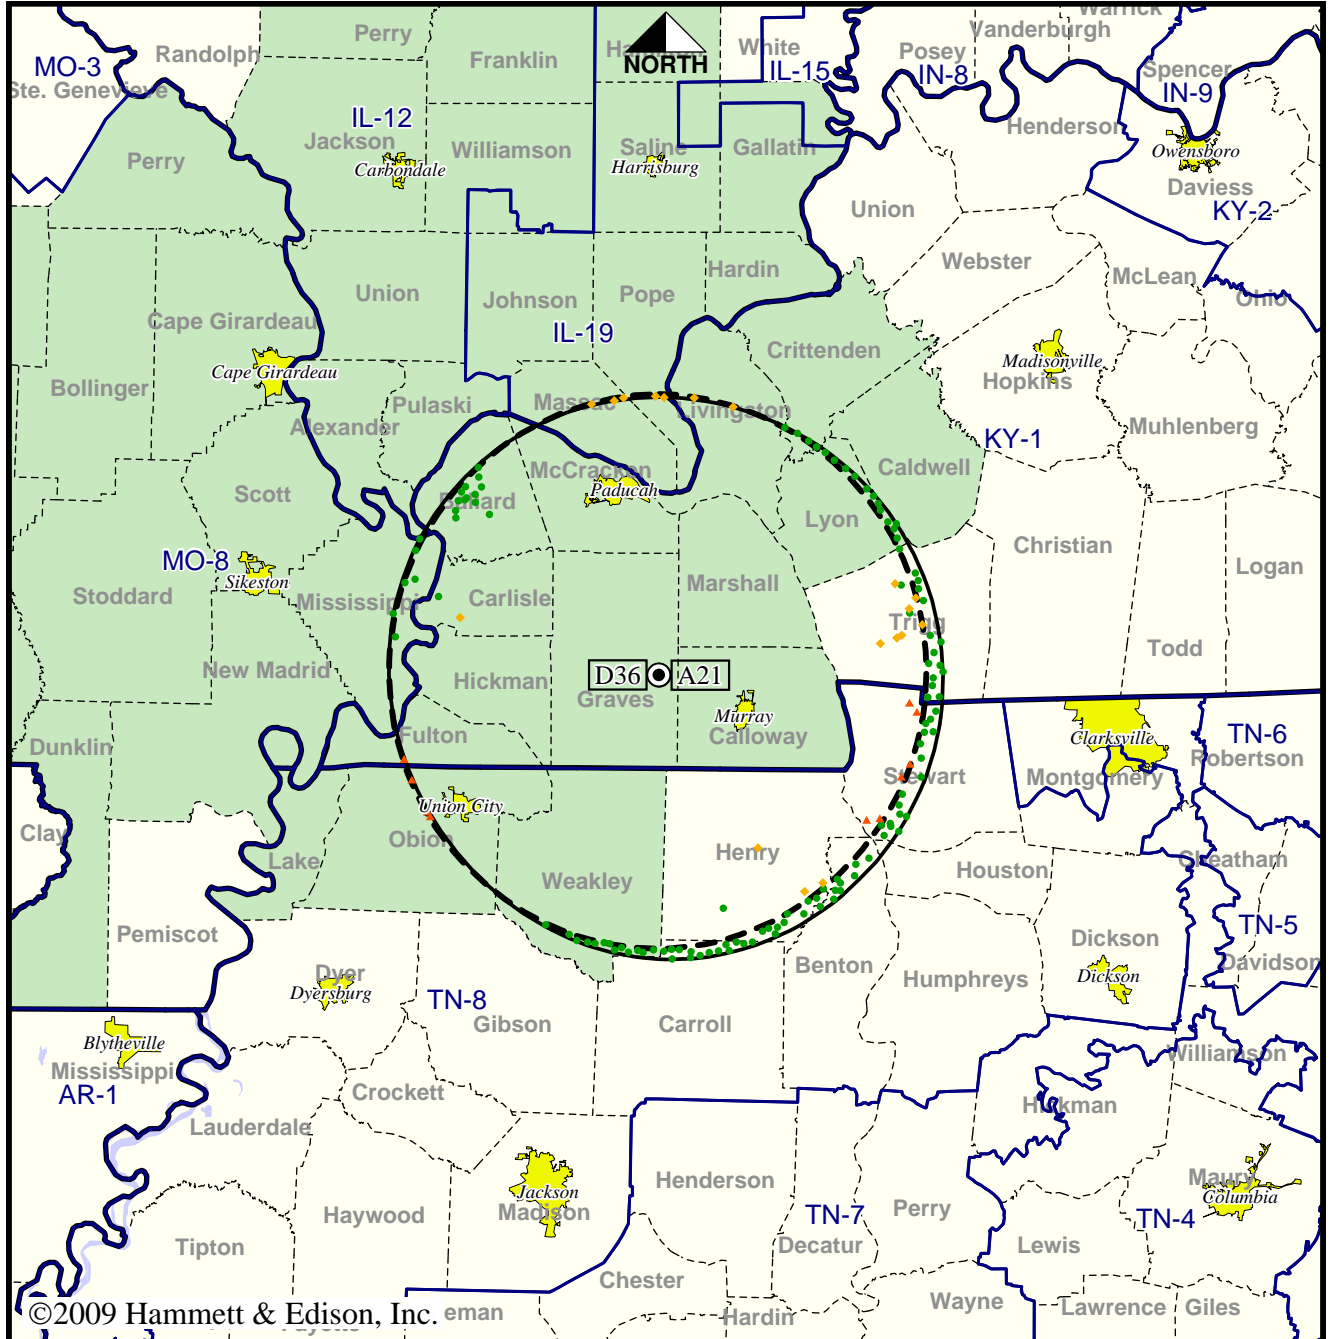 Warrick
Perry
Vanderburgh
Randolph
White
Posey
Franklin
NORTH
MO-3
IL-15
IN-8
Spencer
Ste. Genevieve
IN-9
IL-12
Henderson
Jackson
Williamson
Saline
Gallatin
Perry
Carbondale
Harrisburg
Owensboro
Daviess
Union
KY-2
Webster
Hardin
McLean
Union
Johnson
Pope
Ohio
Cape Girardeau
IL-19
Crittenden
Madisonville
Cape Girardeau
Hopkins
Bollinger
Massac
Livingston
Pulaski
Alexander
Muhlenberg
KY-1
McCracken
Caldwell
Scott
Paducah
Ballard
Lyon
Christian
MO-8
Logan
Sikeston
Marshall
Stoddard
Mississippi
Carlisle
Trigg
Todd
New Madrid
D36
A21
Hickman
Graves
Murray
Fulton
Calloway
Clarksville
TN-6
Dunklin
Robertson
Stewart
Montgomery
Union City
Clay
Obion
Henry
Lake
Cheatham
Houston
Weakley
TN-5
Pemiscot
Dickson
Davidson
Benton
Dyer
Dickson
Humphreys
Dyersburg
TN-8
Gibson
Carroll
Blytheville
Williamson
Mississippi
AR-1
Crockett
Hickman
Lauderdale
Henderson
Maury
Jackson
Columbia
Madison
Perry
Haywood
TN-7
TN-4
Tipton
Decatur
Lewis
Chester
Wayne
Lawrence
Giles
©2009 Hammett & Edison, Inc.
eman
Hardin